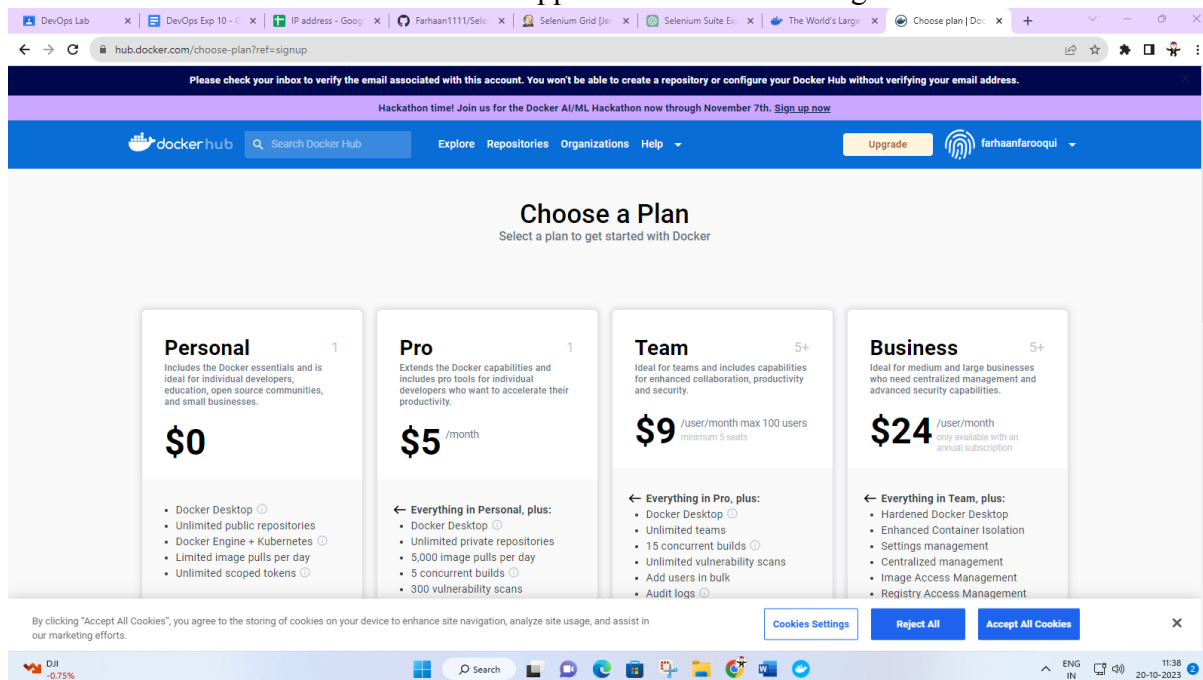 DevOps Lab
DevOps Exp 10 - G
IP address - Goog
Farhaan1111/Sele
Selenium Grid [Je
Selenium Suite Ex
The World's Large
Choose plan | Doc
hub.docker.com/choose-plan?ref=signup
Please check your inbox to verify the email associated with this account. You won't be able to create a repository or configure your Docker Hub without verifying your email address.
Hackathon time! Join us for the Docker AI/ML Hackathon now through November 7th. Sign up now
dockerhub
Search Docker Hub
Explore Repositories Organizations Help
Upgrade
farhaanfarooqui
Choose a Plan
Select a plan to get started with Docker
Personal 1
Includes the Docker essentials and is
ideal for individual developers,
education, open source communities,
and small businesses.
$0
• Docker Desktop
• Unlimited public repositories
• Docker Engine + Kubernetes
• Limited image pulls per day
• Unlimited scoped tokens
Pro 1
Extends the Docker capabilities and
includes pro tools for individual
developers who want to accelerate their
productivity.
$5 /month
← Everything in Personal, plus:
• Docker Desktop
• Unlimited private repositories
• 5,000 image pulls per day
• 5 concurrent builds
• 300 vulnerability scans
Team 5+
Ideal for teams and includes capabilities
for enhanced collaboration, productivity
and security.
$9 /user/month max 100 users
minimum 5 seats
← Everything in Pro, plus:
• Docker Desktop
• Unlimited teams
• 15 concurrent builds
• Unlimited vulnerability scans
• Add users in bulk
• Audit logs
Business 5+
Ideal for medium and large businesses
who need centralized management and
advanced security capabilities.
$24 /user/month
only available with an
annual subscription
← Everything in Team, plus:
• Hardened Docker Desktop
• Enhanced Container Isolation
• Settings management
• Centralized management
• Image Access Management
• Registry Access Management
By clicking "Accept All Cookies", you agree to the storing of cookies on your device to enhance site navigation, analyze site usage, and assist in
our marketing efforts.
Cookies Settings
Reject All
Accept All Cookies
DJI
-0.75%
Search
ENG
IN
11:38
20-10-2023
2